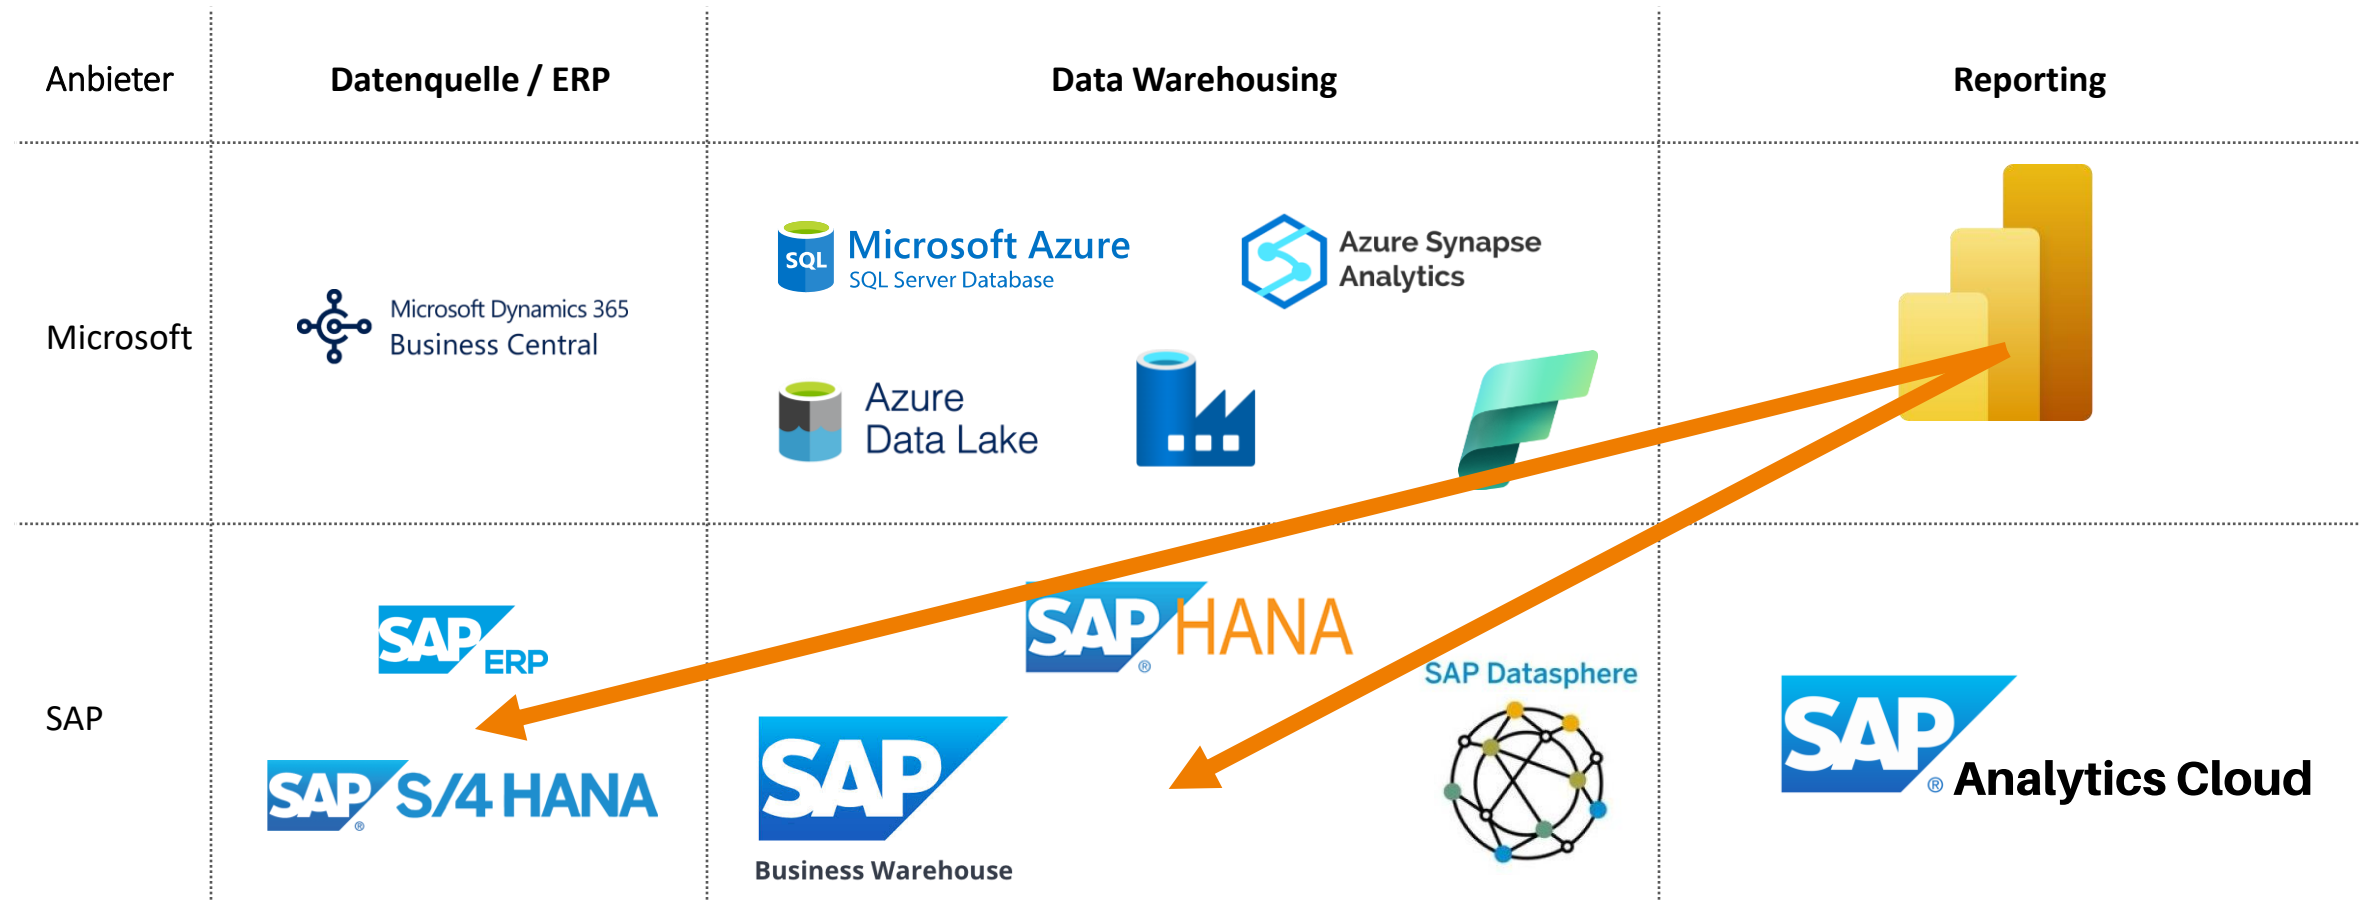 Anbieter
Datenquelle / ERP
Data Warehousing
Reporting
Microsoft
Microsoft Dynamics 365
Business Central
SQL
Microsoft Azure
SQL Server Database
Azure Synapse
Analytics
Azure
Data Lake
SAP
SAP ERP
SAP® S/4 HANA
SAP® HANA
SAP
Business Warehouse
SAP Datasphere
SAP® Analytics Cloud